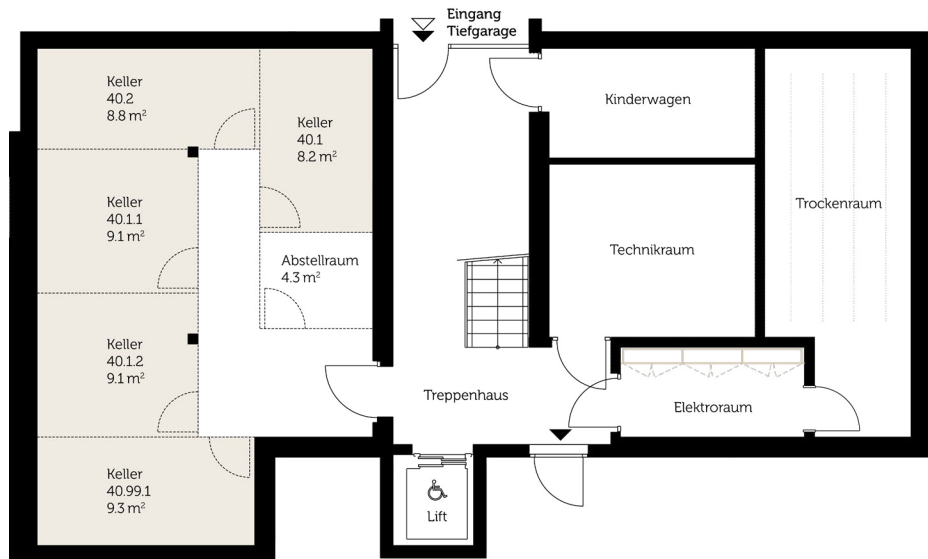 Eingang
Tiefgarage
Keller
40.2
8.8 m²
Keller
40.1
8.2 m²
Kinderwagen
Keller
40.1.1
9.1 m²
Trockenraum
Abstellraum
4.3 m²
Technikraum
Keller
40.1.2
9.1 m²
Treppenhaus
Elektroraum
Keller
40.99.1
9.3 m²
Lift